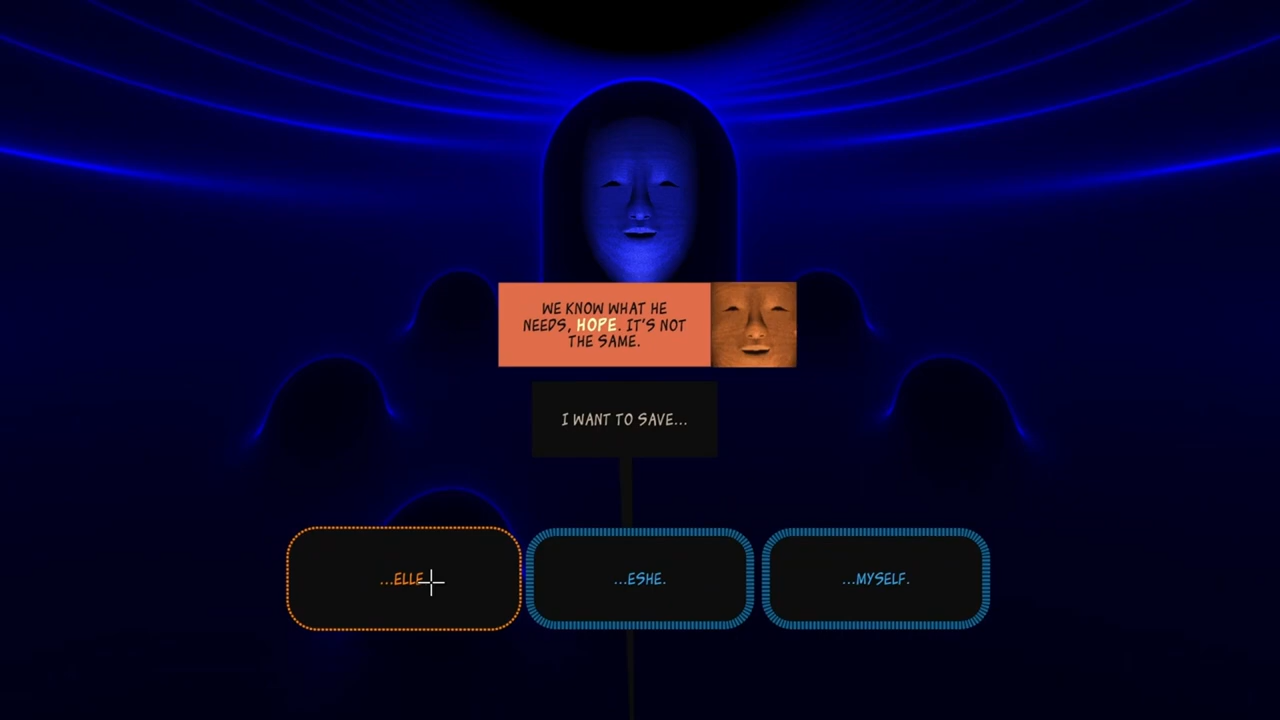 WE KNOW WHAT HE
NEEDS, HOPE. IT'S NOT
THE SAME.
I WANT TO SAVE...
...ELLE.
...ESHE.
...MYSELF.